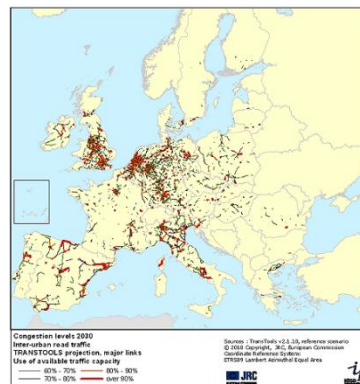 Congestion levels 2030
Inter-urban road traffic
TRANSTOOLS projection, major links
Use of available traffic capacity
60% - 70%
80% - 90%
70% - 80%
over 90%
Sources : TransTools v2.1.10, reference scenario
© 2010 Copyright, JRC, European Commission
Coordinate Reference System:
ETRS89 Lambert Azimuthal Equal Area
JRC